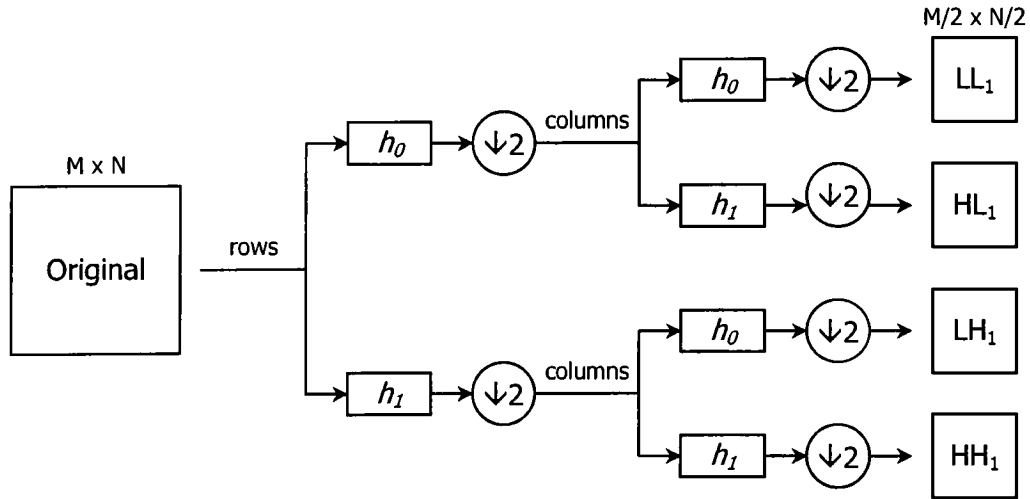 M/2 x N/2
h₀
↓2
LL₁
columns
h₀
↓2
M x N
h₁
↓2
HL₁
rows
Original
h₀
↓2
LH₁
columns
h₁
↓2
h₁
↓2
HH₁